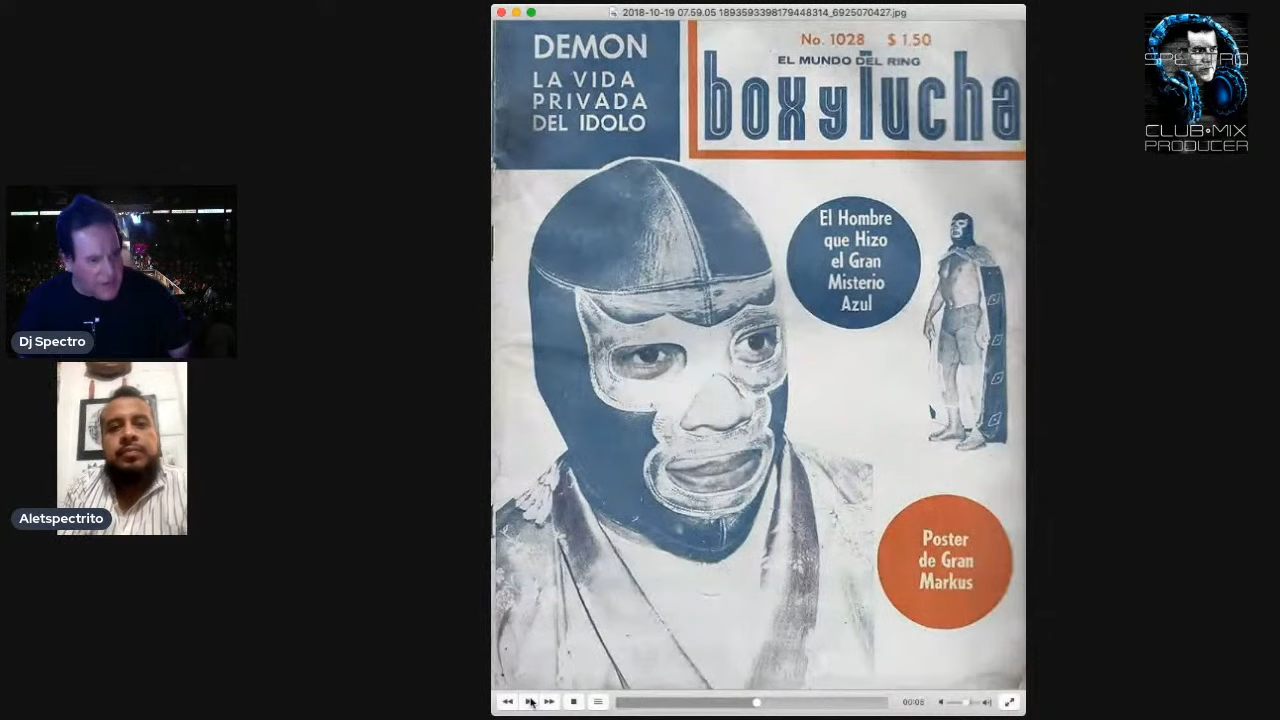 2018-10-19 07.59.05 1893593398179448314_6925070427.jpg
DEMON
LA VIDA
PRIVADA
DEL IDOLO
No. 1028 $ 1.50
EL MUNDO DEL RING
box y lucha
El Hombre
que Hizo
el Gran
Misterio
Azul
Poster
de Gran
Markus
00:08
Dj Spectro
Aletspectrito
SPECTRO
CLUB•MIX
PRODUCER